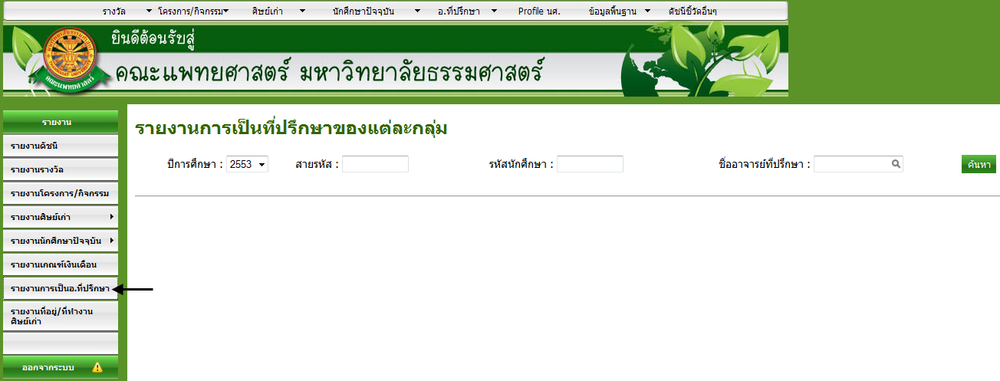 รางวัล โครงการ/กิจกรรม ศิษย์เก่า นักศึกษาปัจจุบัน อ.ที่ปรึกษา Profile นศ. ข้อมูลพื้นฐาน ดัชนีชี้วัดอื่นๆ
ยินดีต้อนรับสู่
คณะแพทยศาสตร์ มหาวิทยาลัยธรรมศาสตร์
คณะแพทยศาสตร์
รายงาน
รายงานดัชนี
รายงานรางวัล
รายงานโครงการ/กิจกรรม
รายงานศิษย์เก่า
รายงานนักศึกษาปัจจุบัน
รายงานเกณฑ์เงินเดือน
รายงานการเป็นอ.ที่ปรึกษา
รายงานที่อยู่/ที่ทำงาน
ศิษย์เก่า
ออกจากระบบ
รายงานการเป็นที่ปรึกษาของแต่ละกลุ่ม
ปีการศึกษา : 2553 สายรหัส : รหัสนักศึกษา : ชื่ออาจารย์ที่ปรึกษา : ค้นหา